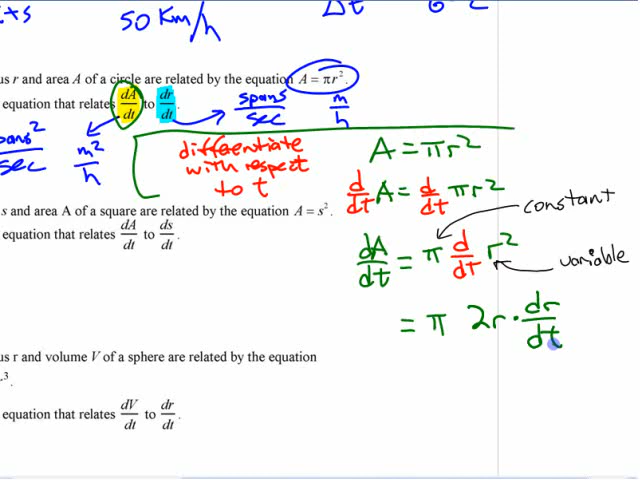 50 Km/h
Δt
us r and area A of a circle are related by the equation A = πr².
equation that relates dA/dt to dr/dt.
spans/sec m/h
spans²/sec m²/h
differentiate
with respect
to t
A = πr²
d/dt A = d/dt πr²
constant
s and area A of a square are related by the equation A = s².
equation that relates dA/dt to ds/dt.
dA/dt = π d/dt r²
variable
= π 2r · dr/dt
us r and volume V of a sphere are related by the equation
equation that relates dV/dt to dr/dt.